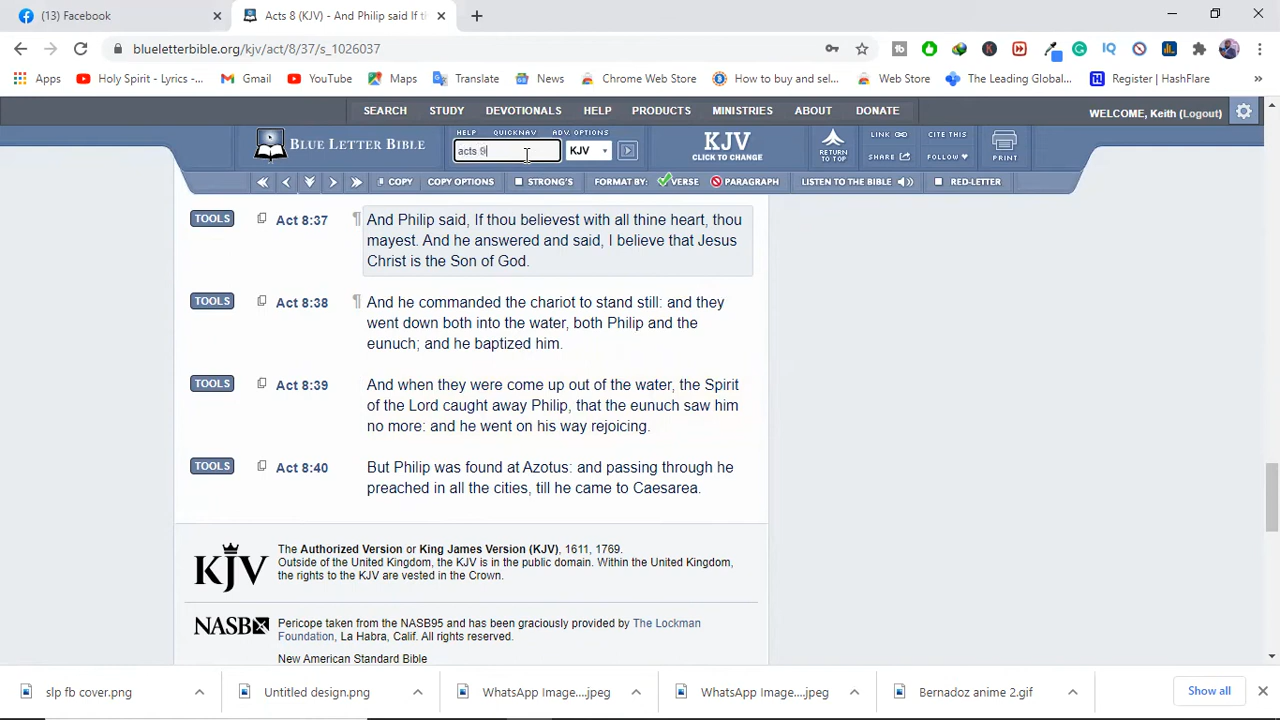 (13) Facebook
Acts 8 (KJV) - And Philip said If th
blueletterbible.org/kjv/act/8/37/s_1026037
Apps
Holy Spirit - Lyrics -...
Gmail
YouTube
Maps
Translate
News
Chrome Web Store
How to buy and sel...
Web Store
The Leading Global...
Register | HashFlare
SEARCH STUDY DEVOTIONALS HELP PRODUCTS MINISTRIES ABOUT DONATE
WELCOME, Keith (Logout)
BLUE LETTER BIBLE
HELP QUICKNAV ADV. OPTIONS
acts 9
KJV
KJV
CLICK TO CHANGE
RETURN
TO TOP
LINK
SHARE
CITE THIS
FOLLOW
PRINT
COPY COPY OPTIONS STRONG'S FORMAT BY: VERSE PARAGRAPH LISTEN TO THE BIBLE RED-LETTER
TOOLS Act 8:37 ¶ And Philip said, If thou believest with all thine heart, thou
mayest. And he answered and said, I believe that Jesus
Christ is the Son of God.
TOOLS Act 8:38 ¶ And he commanded the chariot to stand still: and they
went down both into the water, both Philip and the
eunuch; and he baptized him.
TOOLS Act 8:39 And when they were come up out of the water, the Spirit
of the Lord caught away Philip, that the eunuch saw him
no more: and he went on his way rejoicing.
TOOLS Act 8:40 But Philip was found at Azotus: and passing through he
preached in all the cities, till he came to Caesarea.
KJV
The Authorized Version or King James Version (KJV), 1611, 1769.
Outside of the United Kingdom, the KJV is in the public domain. Within the United Kingdom,
the rights to the KJV are vested in the Crown.
NASB
Pericope taken from the NASB95 and has been graciously provided by The Lockman
Foundation, La Habra, Calif. All rights reserved.
New American Standard Bible
slp fb cover.png
Untitled design.png
WhatsApp Image....jpeg
WhatsApp Image....jpeg
Bernadoz anime 2.gif
Show all